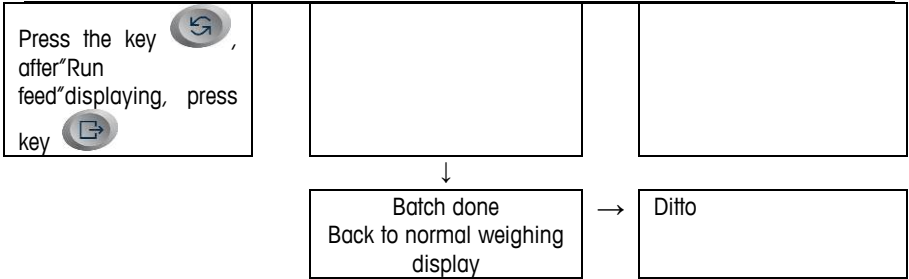 Press the key ,
after"Run
feed"displaying, press
key
↓
Batch done → Ditto
Back to normal weighing
display